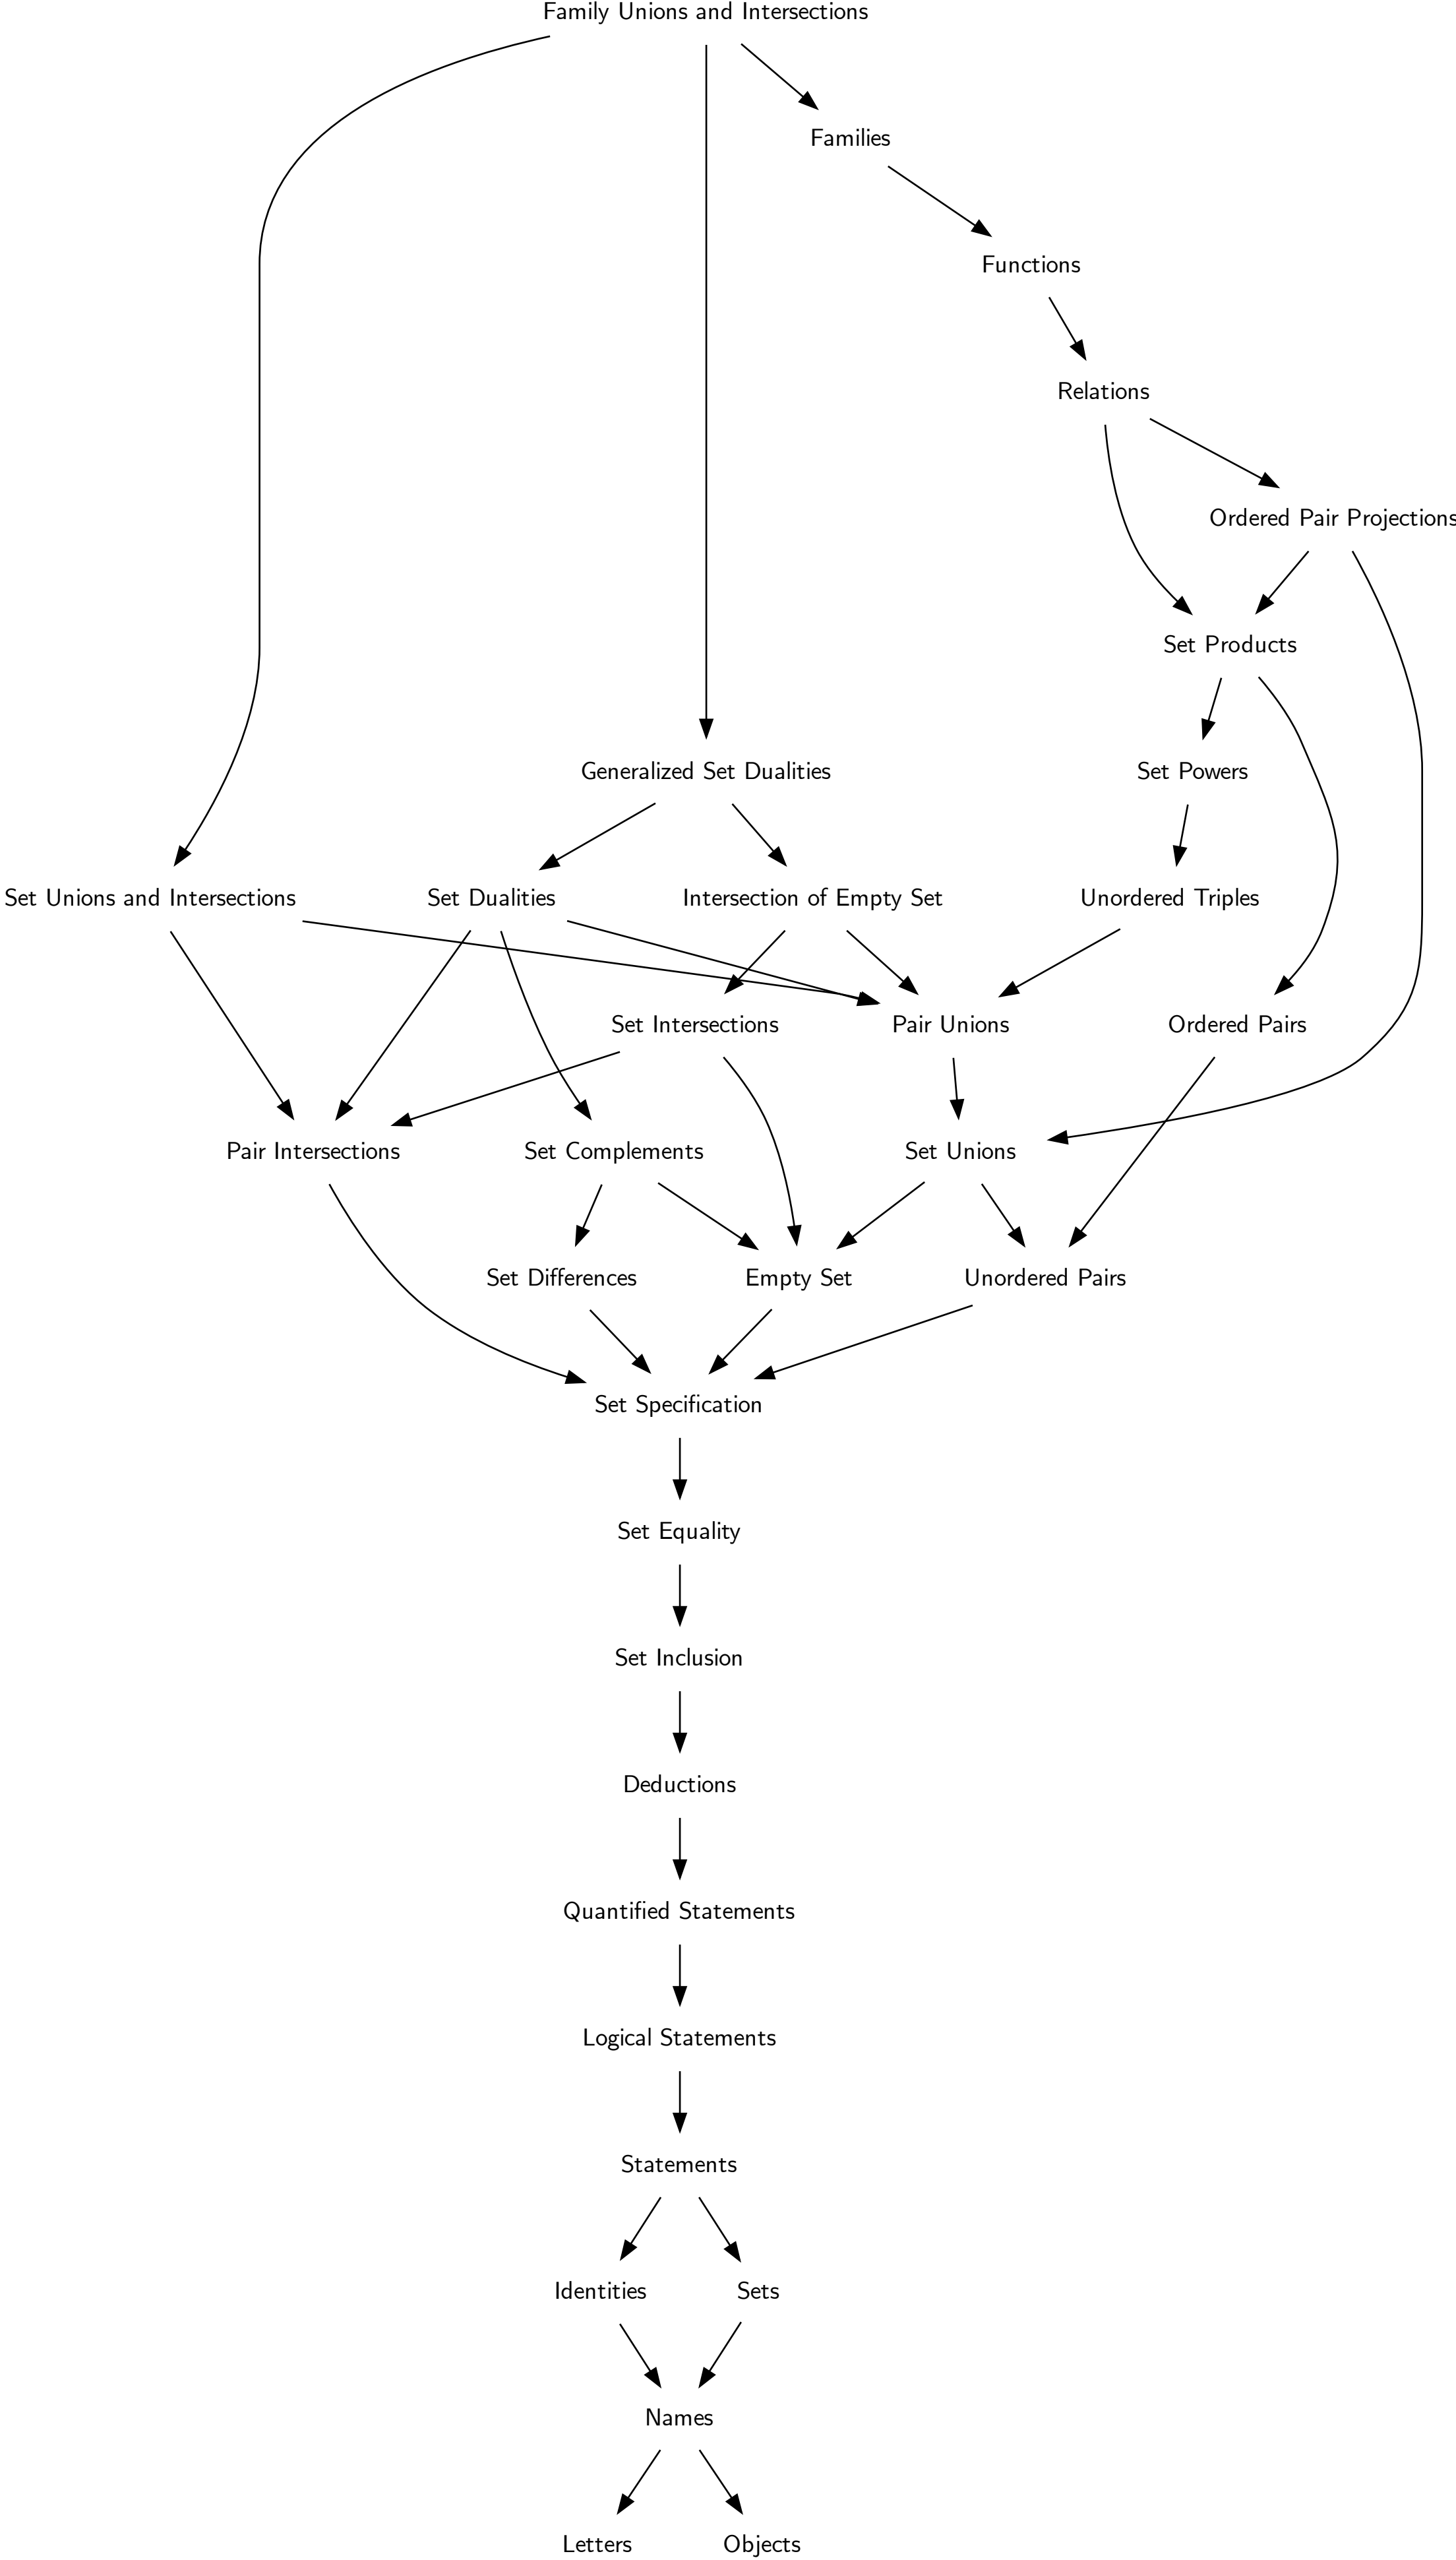 Family Unions and Intersections
Families
Functions
Relations
Ordered Pair Projections
Set Products
Generalized Set Dualities
Set Powers
Set Unions and Intersections
Set Dualities
Intersection of Empty Set
Unordered Triples
Set Intersections
Pair Unions
Ordered Pairs
Pair Intersections
Set Complements
Set Unions
Set Differences
Empty Set
Unordered Pairs
Set Specification
Set Equality
Set Inclusion
Deductions
Quantified Statements
Logical Statements
Statements
Identities
Sets
Names
Letters
Objects